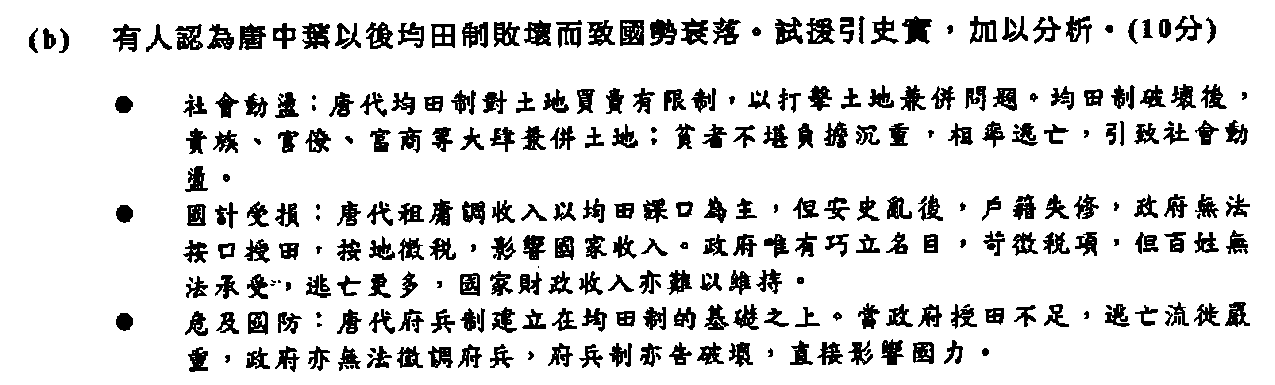 (b) 有人認為唐中葉以後均田制敗壞而致國勢衰落。試援引史實，加以分析。(10分)
● 社會動盪：唐代均田制對土地買賣有限制，以打擊土地兼併問題。均田制破壞後，
貴族、官僚、富商等大肆兼併土地；貧者不堪負擔沉重，相率逃亡，引致社會動
盪。
● 國計受損：唐代租庸調收入以均田課口為主，但安史亂後，戶籍失修，政府無法
按口授田，按地徵稅，影響國家收入。政府唯有巧立名目，苛徵稅項，但百姓無
法承受，逃亡更多，國家財政收入亦難以維持。
● 危及國防：唐代府兵制建立在均田制的基礎之上。當政府授田不足，逃亡流徙嚴
重，政府亦無法徵調府兵，府兵制亦告破壞，直接影響國力。